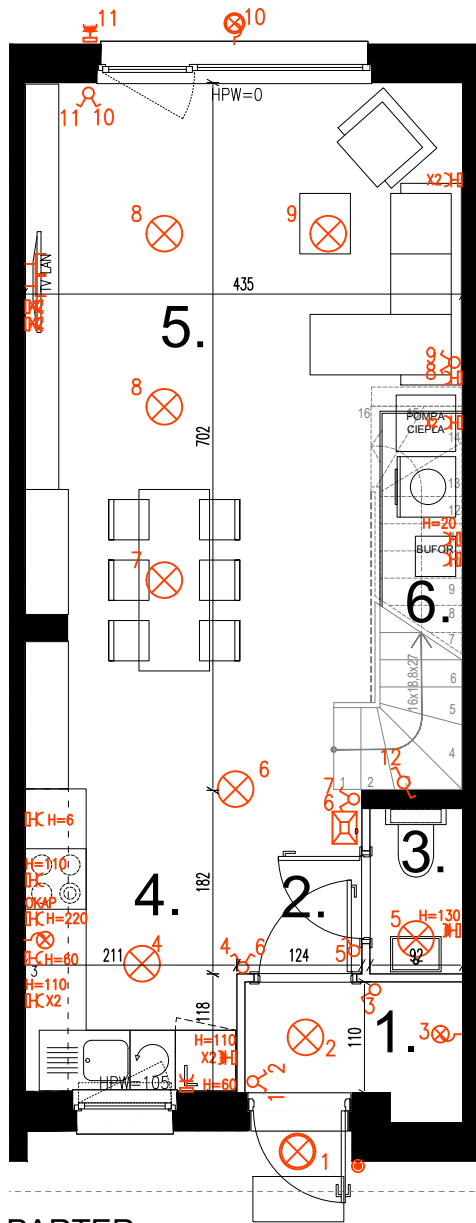 11
10
11 10
HPW=0
X2
8
9
TV LAN
X2
X2
435
5.
9
8
8
16
15
POMPA
CIEPŁA
X2
14
702
13
12
H=20
BUFOR
7
9
6.
8
7
16x18,8x27
6
5
12
4
6
1
2
7
6
H=6
3.
H=110
182
OKAP
4.
2.
H=220
5
H=130
4
4
6
5
H=60
3
211
124
92
H=110
X2
3
118
1.
H=110
2
110
3
X2
HPW=105
H=60
2
1
1
PARTER